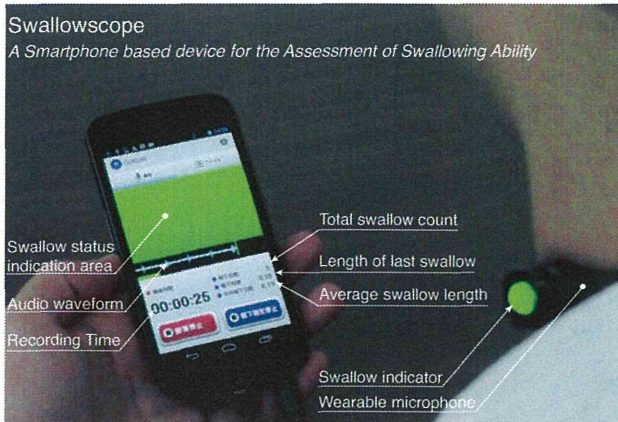 Swallowscope
A Smartphone based device for the Assessment of Swallowing Ability
Total swallow count
Swallow status
indication area
Length of last swallow
Audio waveform
Average swallow length
00:00:25
Recording Time
Swallow indicator
Wearable microphone